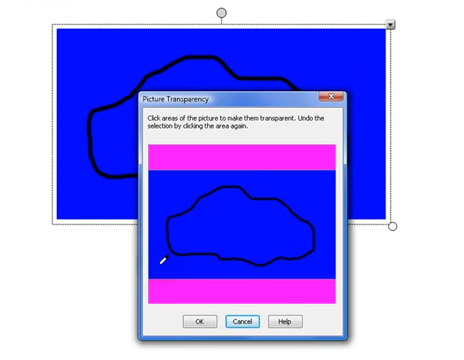 Picture Transparency
Click areas of the picture to make them transparent. Undo the
selection by clicking the area again.
OK
Cancel
Help